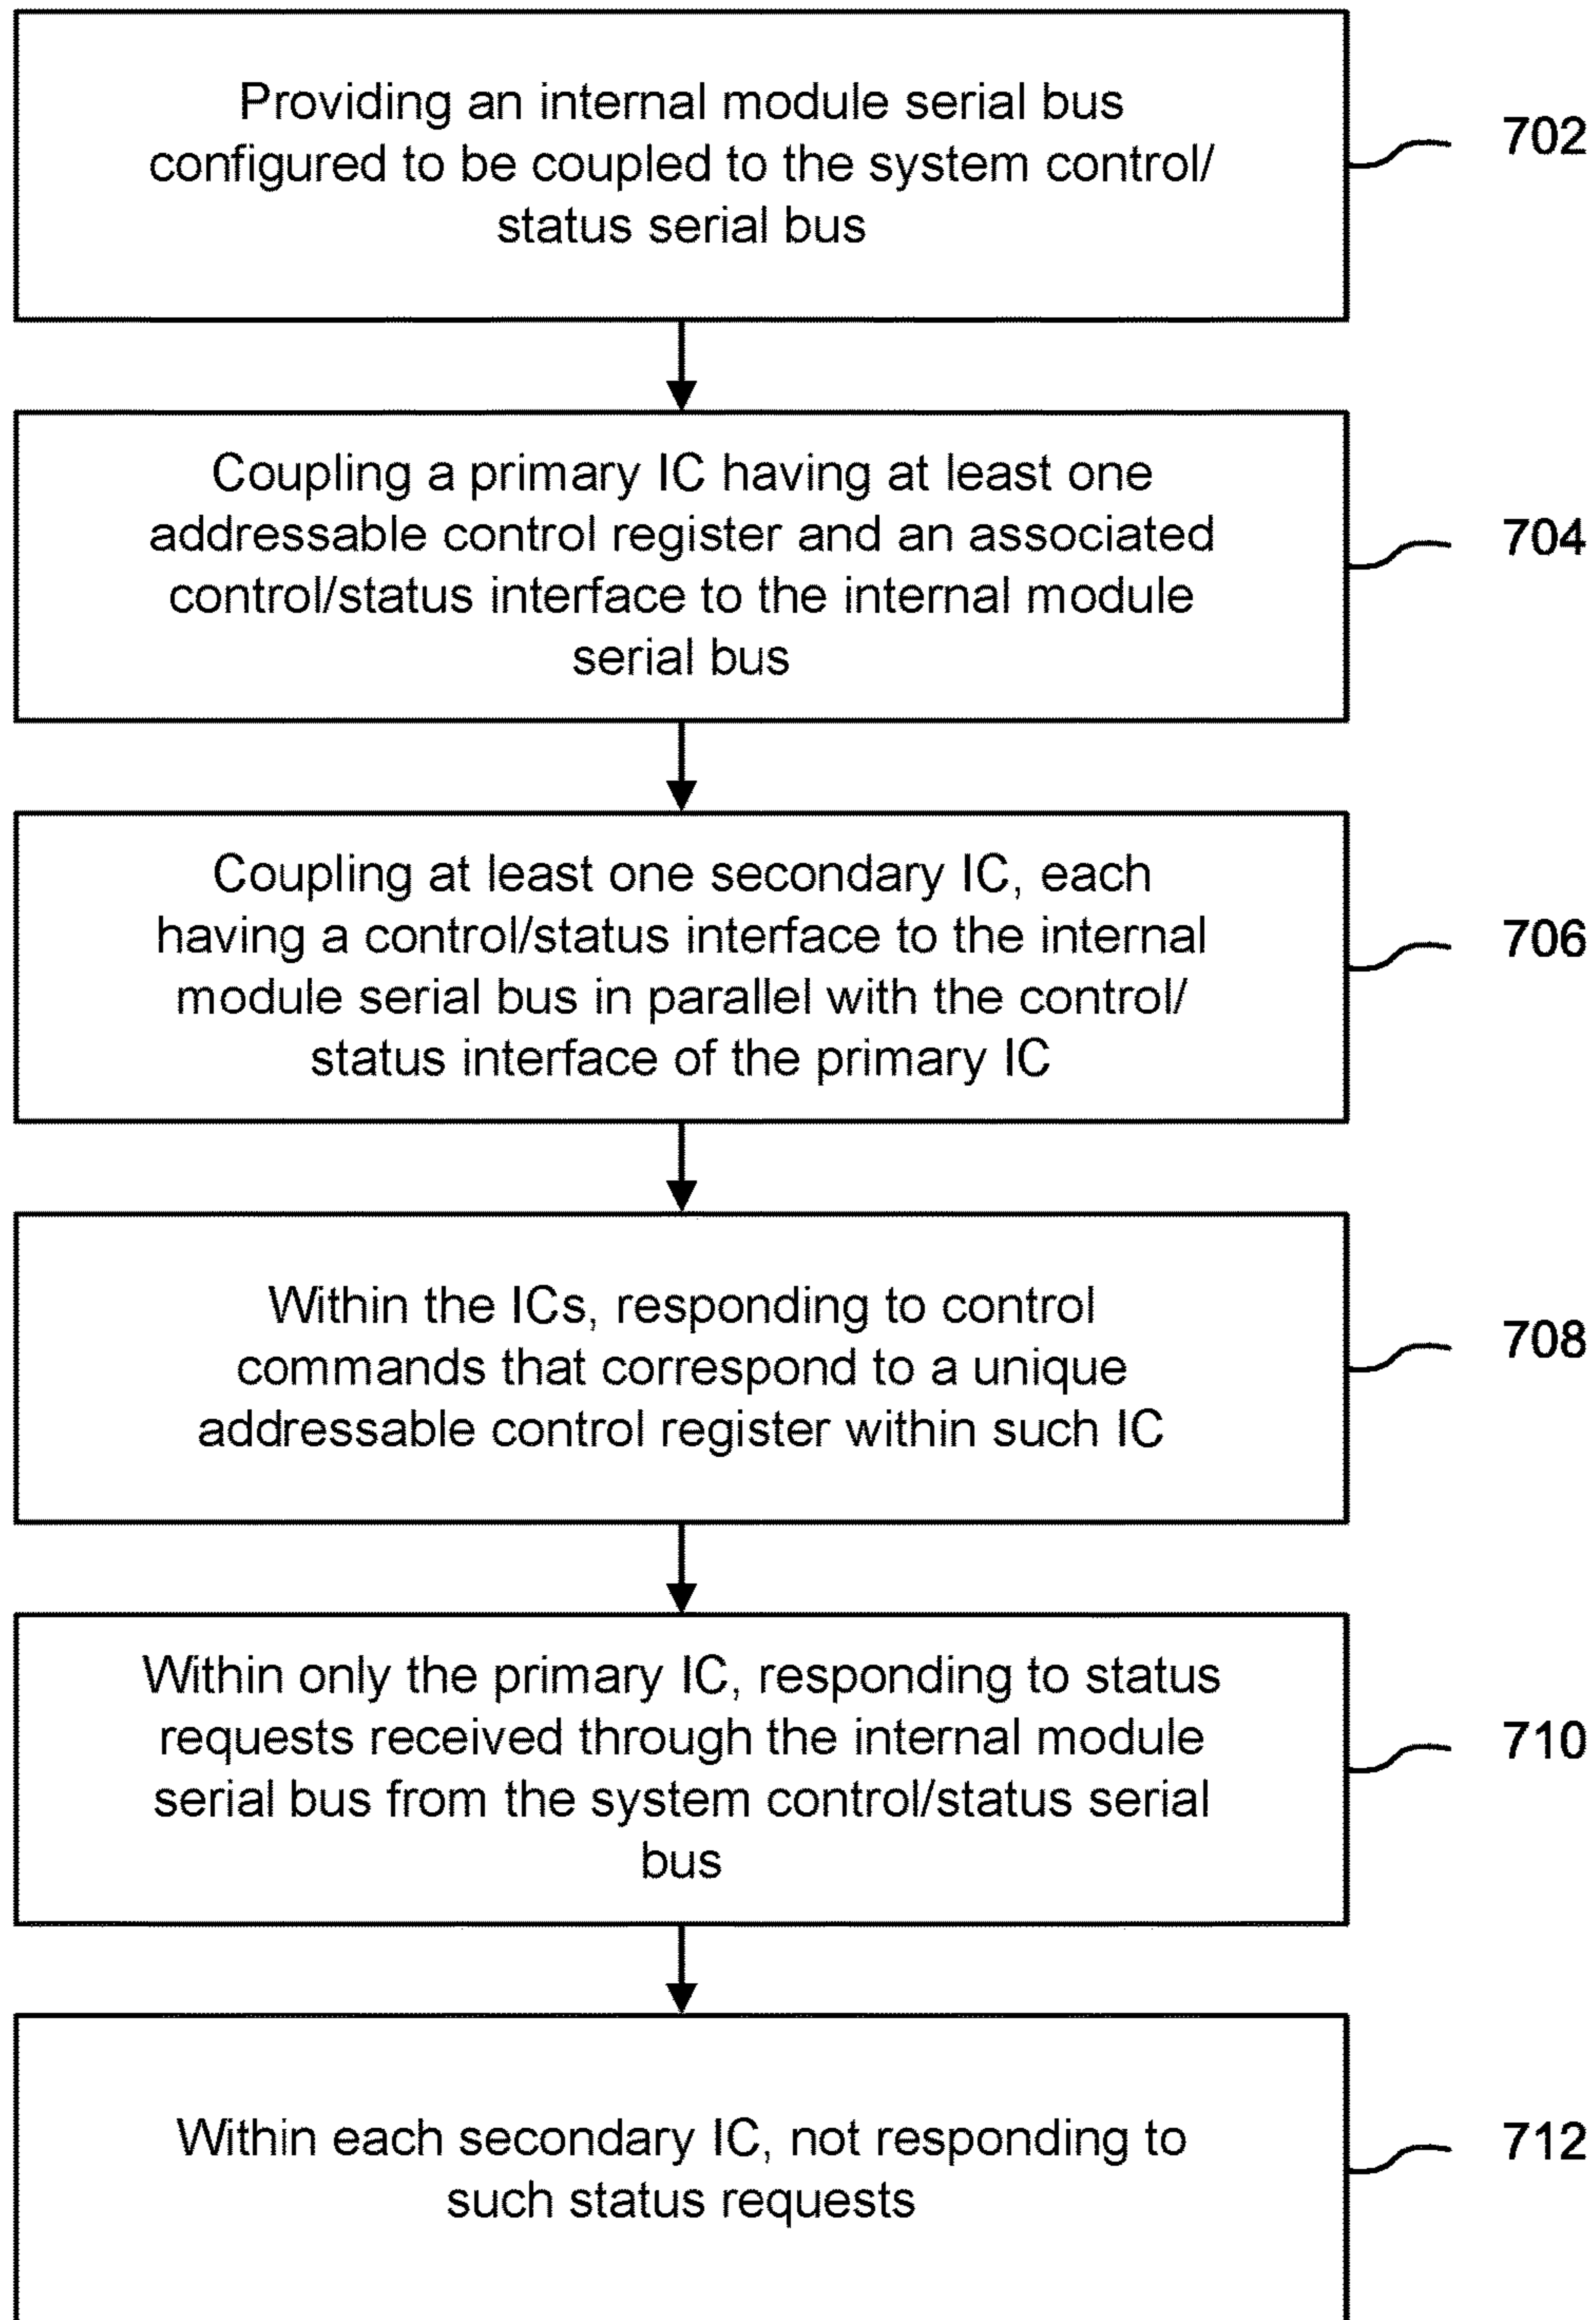 Providing an internal module serial bus
configured to be coupled to the system control/
status serial bus
702
Coupling a primary IC having at least one
addressable control register and an associated
control/status interface to the internal module
serial bus
704
Coupling at least one secondary IC, each
having a control/status interface to the internal
module serial bus in parallel with the control/
status interface of the primary IC
706
Within the ICs, responding to control
commands that correspond to a unique
addressable control register within such IC
708
Within only the primary IC, responding to status
requests received through the internal module
serial bus from the system control/status serial
bus
710
Within each secondary IC, not responding to
such status requests
712